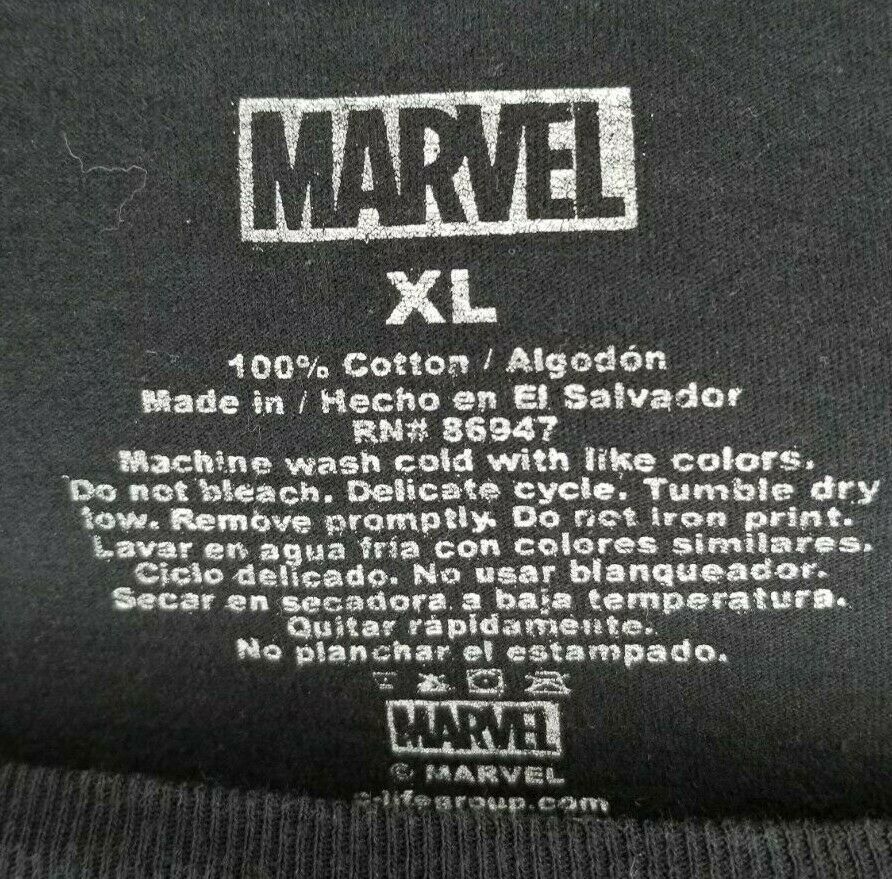 MARVEL
XL
100% Cotton / Algodón
Made in / Hecho en El Salvador
RN# 86947
Machine wash cold with like colors.
Do not bleach. Delicate cycle. Tumble dry
low. Remove promptly. Do not iron print.
Lavar en agua fría con colores similares.
Ciclo delicado. No usar blanqueador.
Secar en secadora a baja temperatura.
Quitar rápidamente.
No planchar el estampado.
MARVEL
© MARVEL
c-lifegroup.com